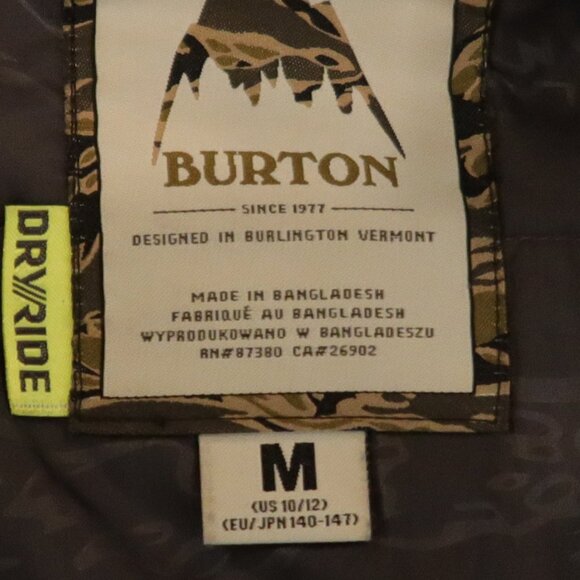 BURTON
SINCE 1977
DESIGNED IN BURLINGTON VERMONT
MADE IN BANGLADESH
FABRIQUÉ AU BANGLADESH
WYPRODUKOWANO W BANGLADESZU
RN#87380 CA#26902
DRY//RIDE
M
(US 10/12)
(EU/JPN 140-147)